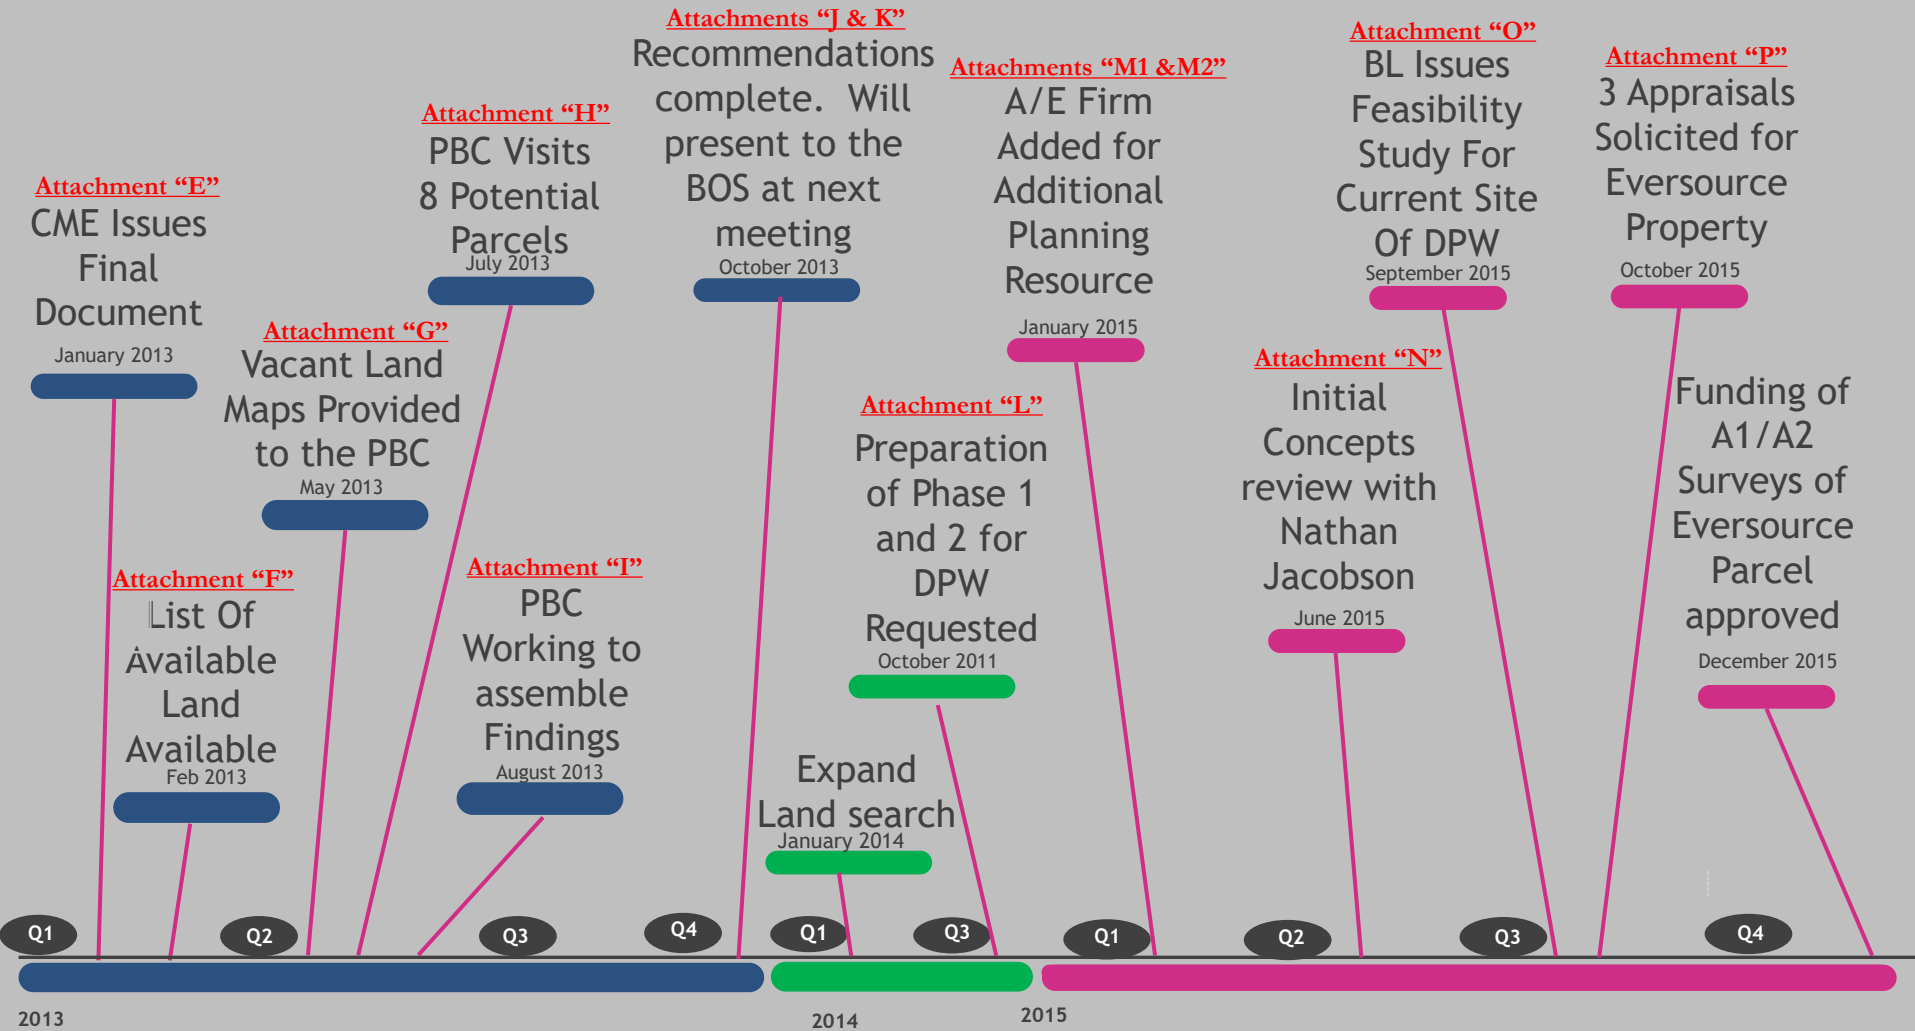 Attachment “E”
CME Issues
Final
Document
January 2013
Attachment “F”
List Of
Available
Land
Available
Feb 2013
Attachment “G”
Vacant Land
Maps Provided
to the PBC
May 2013
Attachment “H”
PBC Visits
8 Potential
Parcels
July 2013
Attachment “I”
PBC
Working to
assemble
Findings
August 2013
Attachments “J & K”
Recommendations
complete. Will
present to the
BOS at next
meeting
October 2013
Expand
Land search
January 2014
Attachment “L”
Preparation
of Phase 1
and 2 for
DPW
Requested
October 2011
Attachments “M1 &M2”
A/E Firm
Added for
Additional
Planning
Resource
January 2015
Attachment “N”
Initial
Concepts
review with
Nathan
Jacobson
June 2015
Attachment “O”
BL Issues
Feasibility
Study For
Current Site
Of DPW
September 2015
Attachment “P”
3 Appraisals
Solicited for
Eversource
Property
October 2015
Funding of
A1/A2
Surveys of
Eversource
Parcel
approved
December 2015
Q1
Q2
Q3
Q4
Q1
Q3
Q1
Q2
Q3
Q4
2013
2014
2015